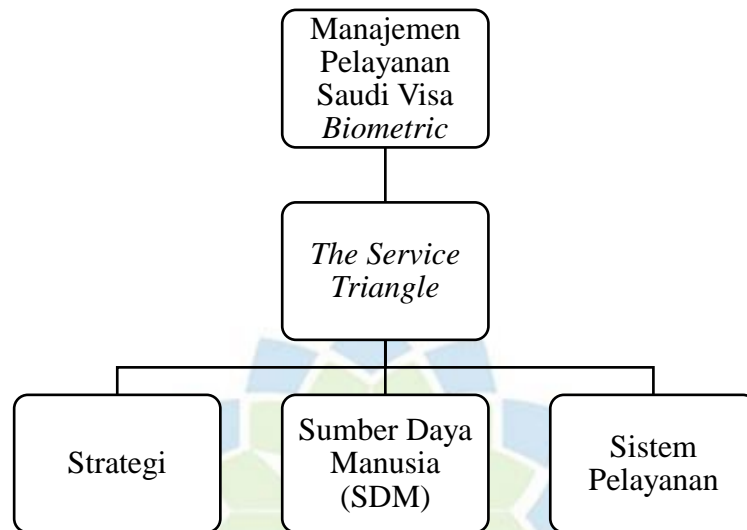 Manajemen
Pelayanan
Saudi Visa
Biometric
The Service
Triangle
Strategi
Sumber Daya
Manusia
(SDM)
Sistem
Pelayanan